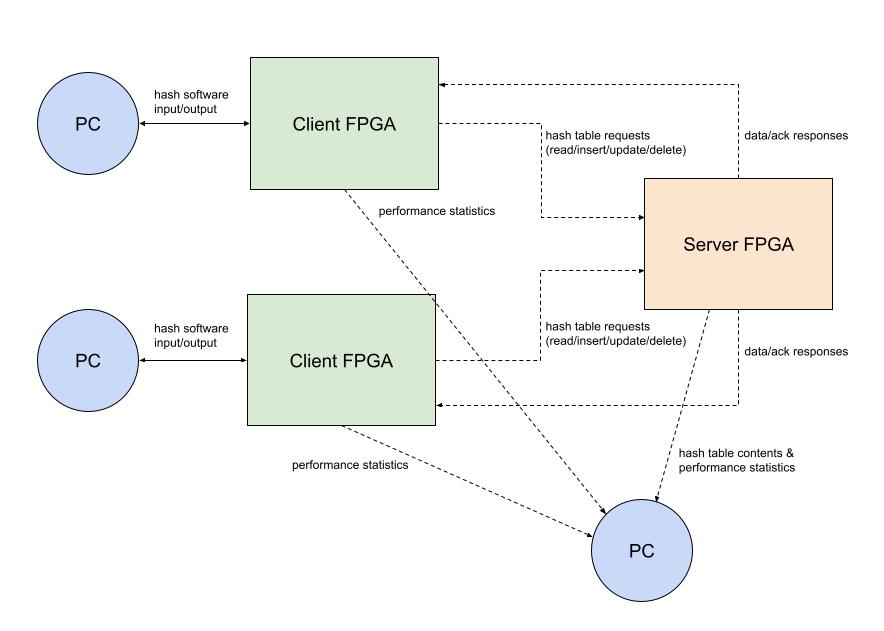 PC
hash software
input/output
Client FPGA
hash table requests
(read/insert/update/delete)
data/ack responses
performance statistics
Server FPGA
PC
hash software
input/output
Client FPGA
hash table requests
(read/insert/update/delete)
data/ack responses
performance statistics
hash table contents &
performance statistics
PC